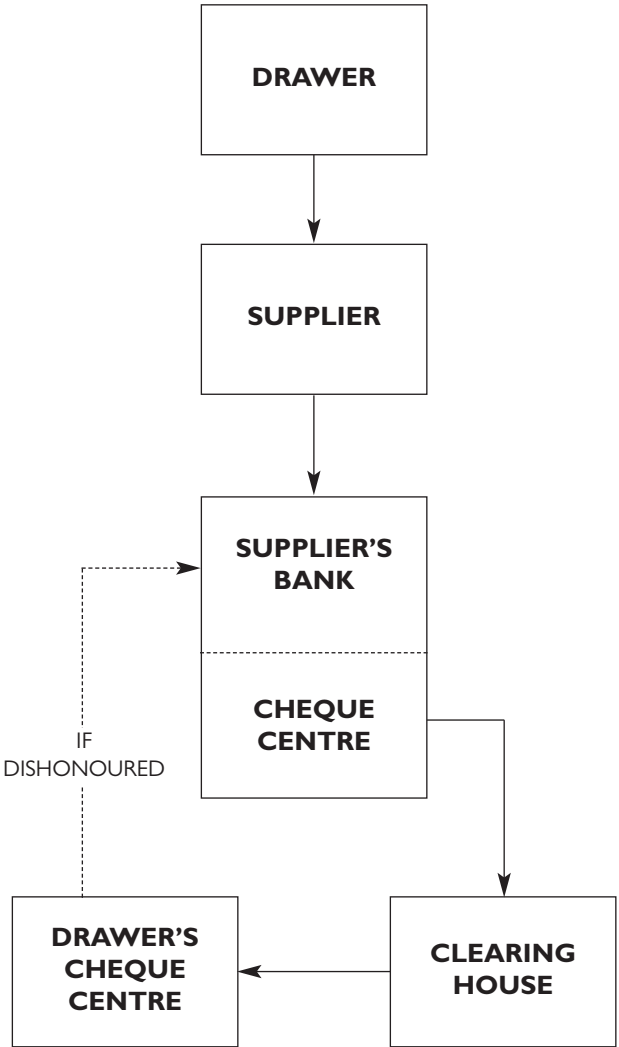 DRAWER
SUPPLIER
SUPPLIER'S
BANK
CHEQUE
CENTRE
IF
DISHONOURED
DRAWER'S
CHEQUE
CENTRE
CLEARING
HOUSE